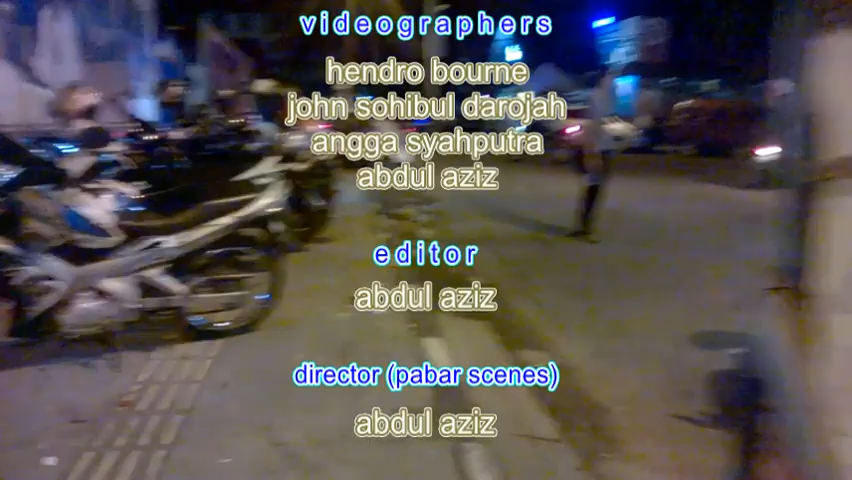 videographers
hendro bourne
john sohibul darojah
angga syahputra
abdul aziz
editor
abdul aziz
director (pabar scenes)
abdul aziz